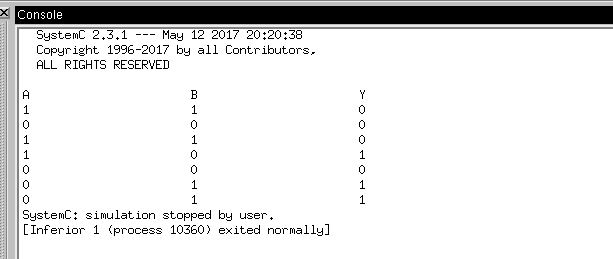 Console
SystemC 2.3.1 --- May 12 2017 20:20:38
Copyright 1996-2017 by all Contributors,
ALL RIGHTS RESERVED
A B Y
1 1 0
0 0 0
1 1 0
1 0 1
0 0 0
0 1 1
0 1 1
SystemC: simulation stopped by user.
[Inferior 1 (process 10360) exited normally]